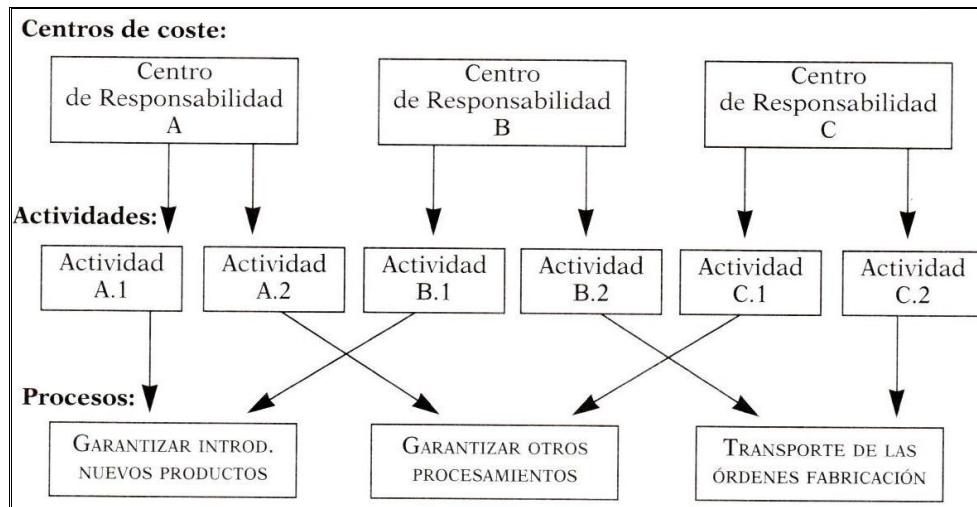 Centros de coste:
Centro
de Responsabilidad
A
Centro
de Responsabilidad
B
Centro
de Responsabilidad
C
Actividades:
Actividad
A.1
Actividad
A.2
Actividad
B.1
Actividad
B.2
Actividad
C.1
Actividad
C.2
Procesos:
GARANTIZAR INTROD.
NUEVOS PRODUCTOS
GARANTIZAR OTROS
PROCESAMIENTOS
TRANSPORTE DE LAS
ÓRDENES FABRICACIÓN